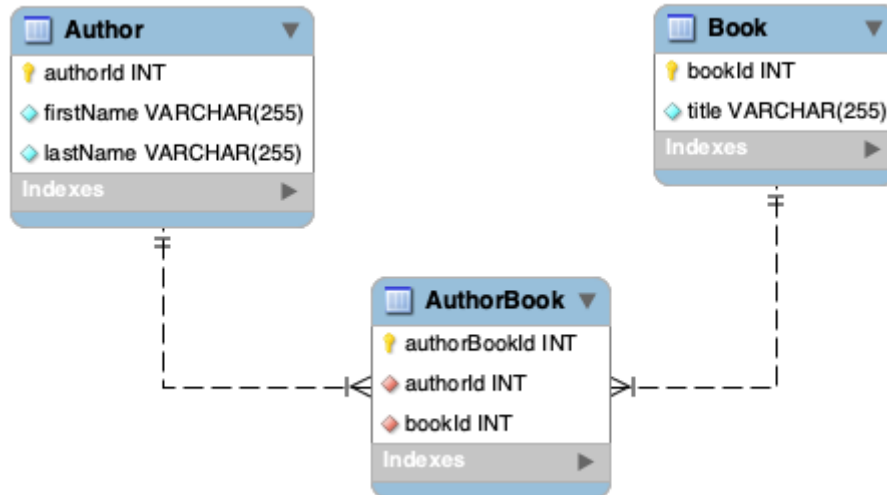 Author
authorId INT
firstName VARCHAR(255)
lastName VARCHAR(255)
Indexes
Book
bookId INT
title VARCHAR(255)
Indexes
AuthorBook
authorBookId INT
authorId INT
bookId INT
Indexes